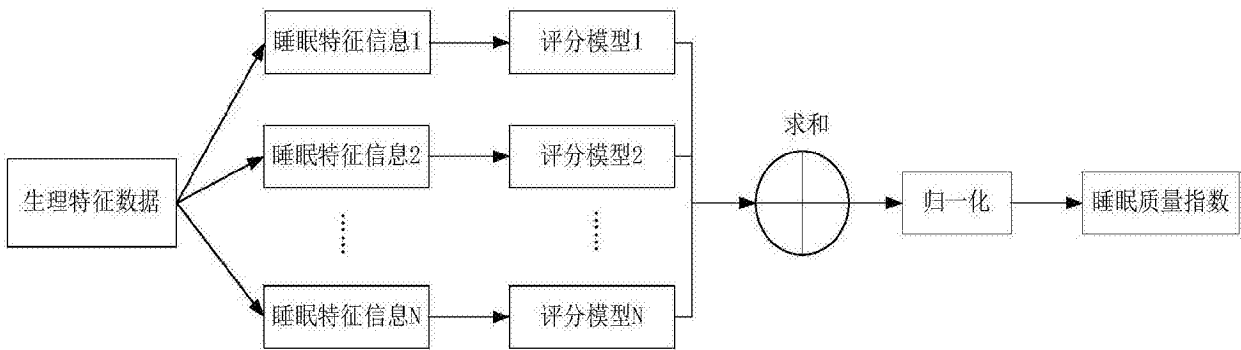 睡眠特征信息1
评分模型1
求和
睡眠特征信息2
评分模型2
生理特征数据
归一化
睡眠质量指数
睡眠特征信息N
评分模型N